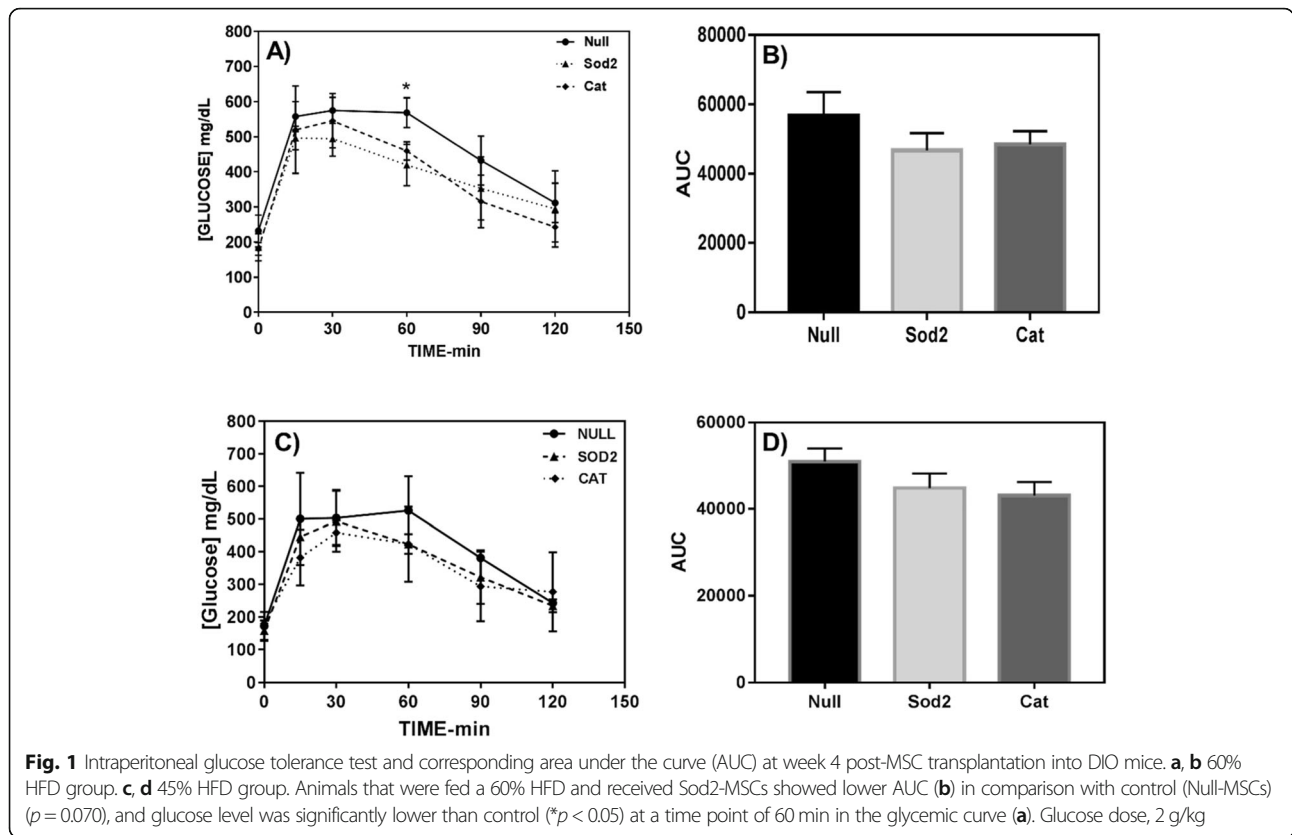 A)
Null
Sod2
Cat
*
[GLUCOSE] mg/dL
800
700
600
500
400
300
200
100
0
0 30 60 90 120 150
TIME-min
B)
AUC
80000
60000
40000
20000
0
Null Sod2 Cat
C)
NULL
SOD2
CAT
[Glucose] mg/dL
800
700
600
500
400
300
200
100
0
0 30 60 90 120 150
TIME-min
D)
AUC
60000
40000
20000
0
Null Sod2 Cat
Fig. 1 Intraperitoneal glucose tolerance test and corresponding area under the curve (AUC) at week 4 post-MSC transplantation into DIO mice. a, b 60%
HFD group. c, d 45% HFD group. Animals that were fed a 60% HFD and received Sod2-MSCs showed lower AUC (b) in comparison with control (Null-MSCs)
(p = 0.070), and glucose level was significantly lower than control (*p < 0.05) at a time point of 60 min in the glycemic curve (a). Glucose dose, 2 g/kg